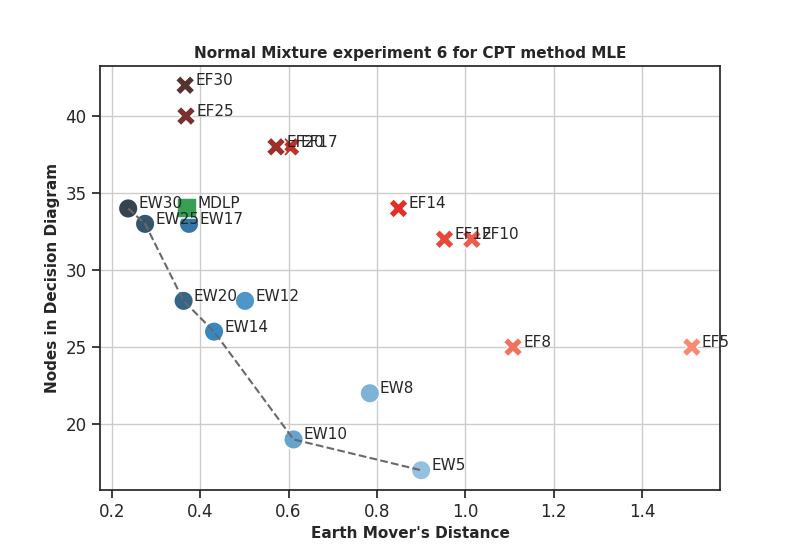 Normal Mixture experiment 6 for CPT method MLE
EF30
EF25
EF20
EF17
EW30
MDLP
EF14
EW25
EW17
EF12
EF10
EW20
EW12
EW14
EF8
EF5
EW8
EW10
EW5
40
35
30
25
20
Nodes in Decision Diagram
0.2 0.4 0.6 0.8 1.0 1.2 1.4
Earth Mover's Distance